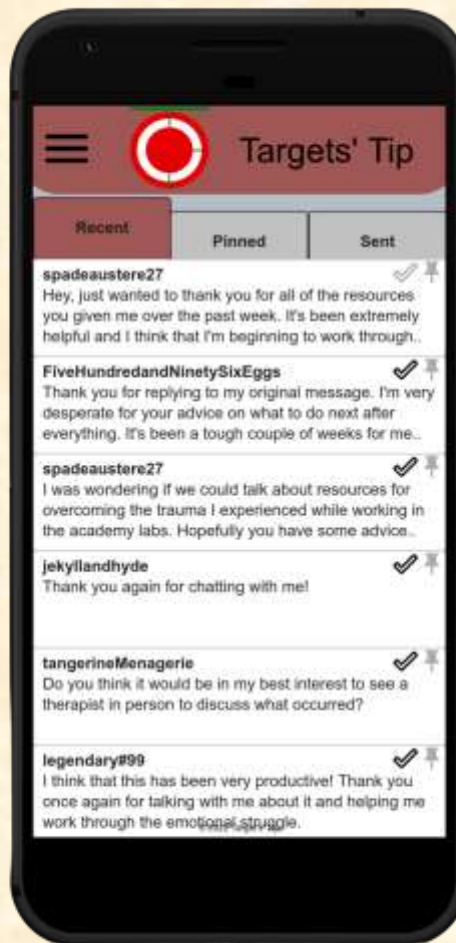 Targets' Tip
Recent
Pinned
Sent
spadeaustere27
Hey, just wanted to thank you for all of the resources
you given me over the past week. It's been extremely
helpful and I think that I'm beginning to work through..
FiveHundredandNinetySixEggs
Thank you for replying to my original message. I'm very
desperate for your advice on what to do next after
everything. It's been a tough couple of weeks for me..
spadeaustere27
I was wondering if we could talk about resources for
overcoming the trauma I experienced while working in
the academy labs. Hopefully you have some advice..
jekyllandhyde
Thank you again for chatting with me!
tangerineMenagerie
Do you think it would be in my best interest to see a
therapist in person to discuss what occurred?
legendary#99
I think that this has been very productive! Thank you
once again for talking with me about it and helping me
work through the emotional struggle.